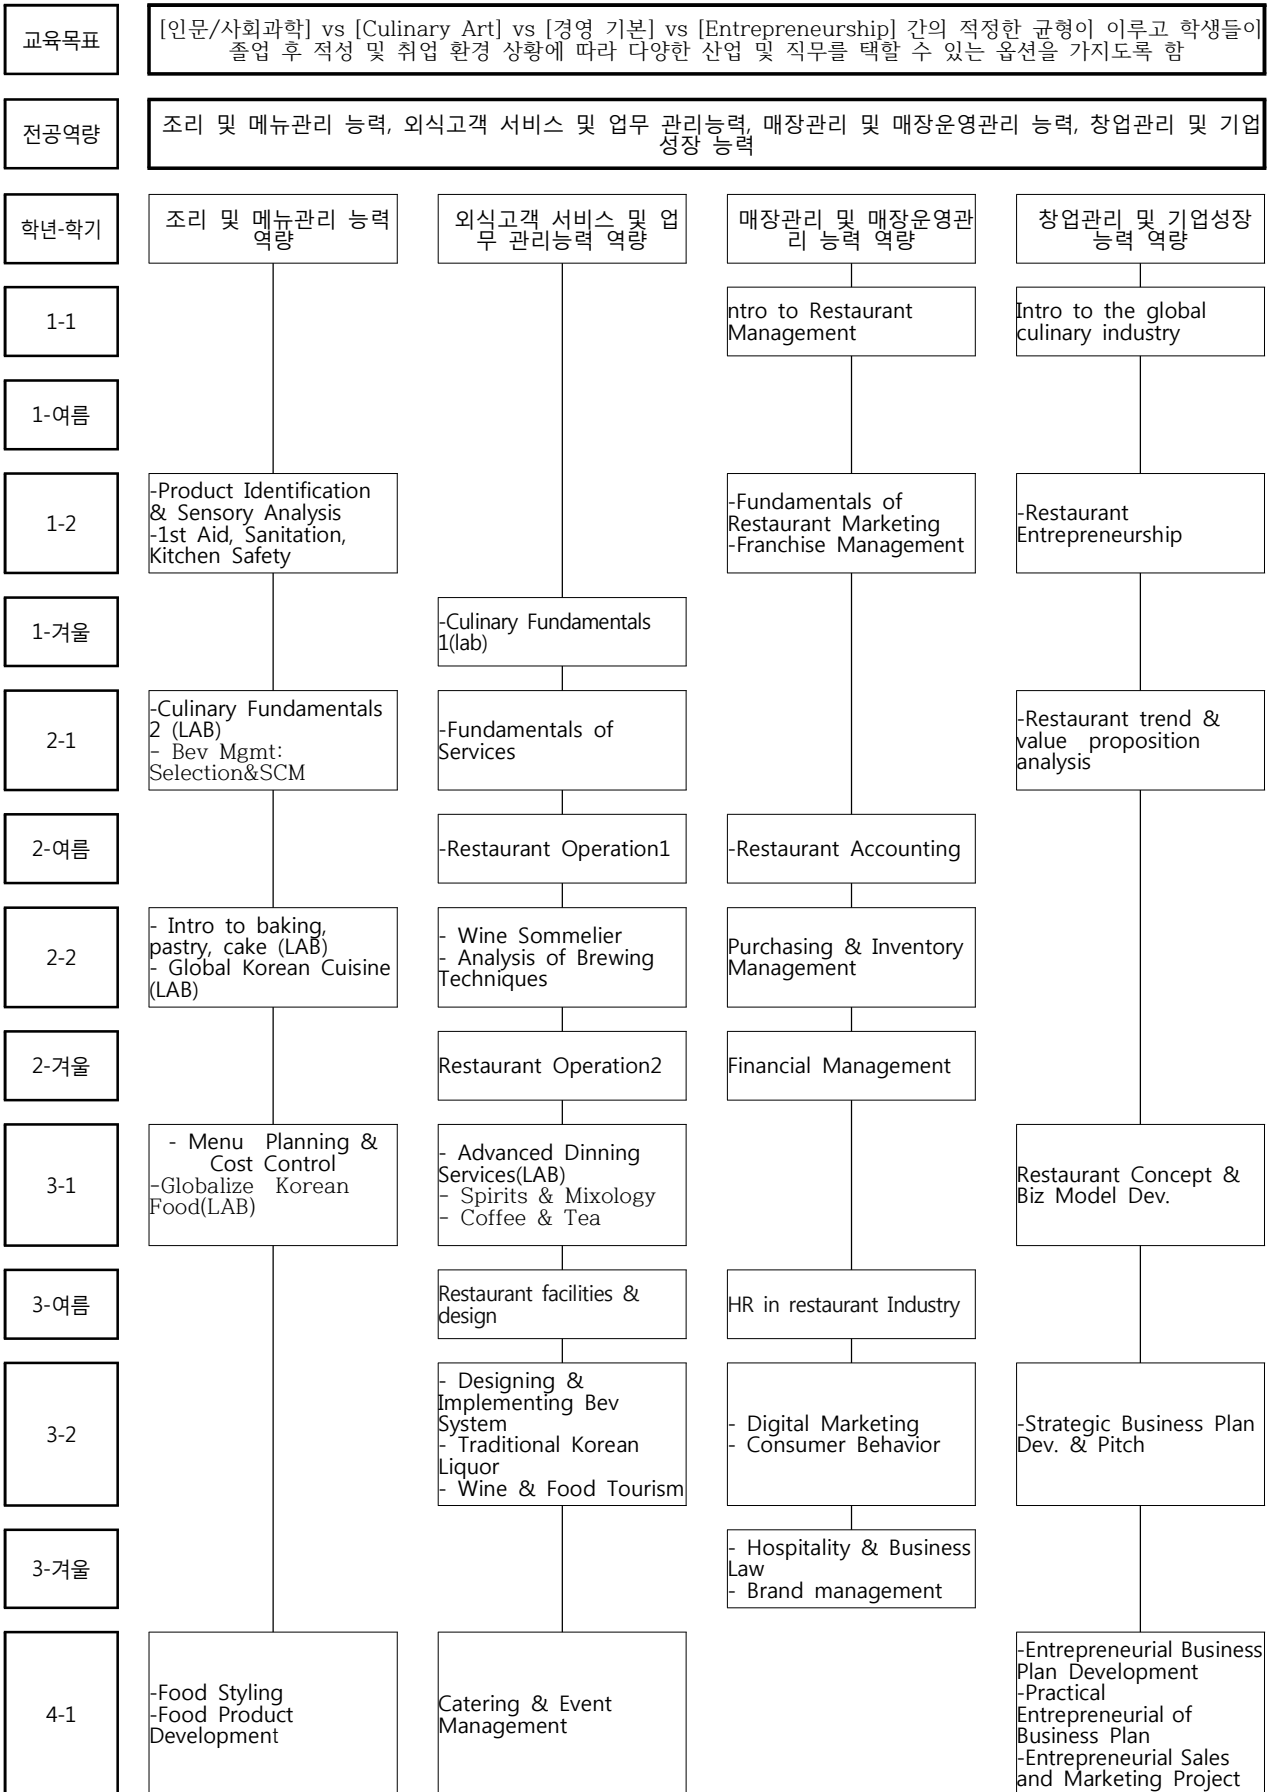 교육목표
[인문/사회과학] vs [Culinary Art] vs [경영 기본] vs [Entrepreneurship] 간의 적정한 균형이 이루고 학생들이
졸업 후 적성 및 취업 환경 상황에 따라 다양한 산업 및 직무를 택할 수 있는 옵션을 가지도록 함
전공역량
조리 및 메뉴관리 능력, 외식고객 서비스 및 업무 관리능력, 매장관리 및 매장운영관리 능력, 창업관리 및 기업
성장 능력
학년-학기
조리 및 메뉴관리 능력
역량
외식고객 서비스 및 업
무 관리능력 역량
매장관리 및 매장운영관
리 능력 역량
창업관리 및 기업성장
능력 역량
1-1
ntro to Restaurant
Management
Intro to the global
culinary industry
1-여름
1-2
-Product Identification
& Sensory Analysis
-1st Aid, Sanitation,
Kitchen Safety
-Fundamentals of
Restaurant Marketing
-Franchise Management
-Restaurant
Entrepreneurship
1-겨울
-Culinary Fundamentals
1(lab)
2-1
-Culinary Fundamentals
2 (LAB)
- Bev Mgmt:
Selection&SCM
-Fundamentals of
Services
-Restaurant trend &
value proposition
analysis
2-여름
-Restaurant Operation1
-Restaurant Accounting
2-2
- Intro to baking,
pastry, cake (LAB)
- Global Korean Cuisine
(LAB)
- Wine Sommelier
- Analysis of Brewing
Techniques
Purchasing & Inventory
Management
2-겨울
Restaurant Operation2
Financial Management
3-1
- Menu Planning &
Cost Control
-Globalize Korean
Food(LAB)
- Advanced Dinning
Services(LAB)
- Spirits & Mixology
- Coffee & Tea
Restaurant Concept &
Biz Model Dev.
3-여름
Restaurant facilities &
design
HR in restaurant Industry
3-2
- Designing &
Implementing Bev
System
- Traditional Korean
Liquor
- Wine & Food Tourism
- Digital Marketing
- Consumer Behavior
-Strategic Business Plan
Dev. & Pitch
3-겨울
- Hospitality & Business
Law
- Brand management
4-1
-Food Styling
-Food Product
Development
Catering & Event
Management
-Entrepreneurial Business
Plan Development
-Practical
Entrepreneurial of
Business Plan
-Entrepreneurial Sales
and Marketing Project